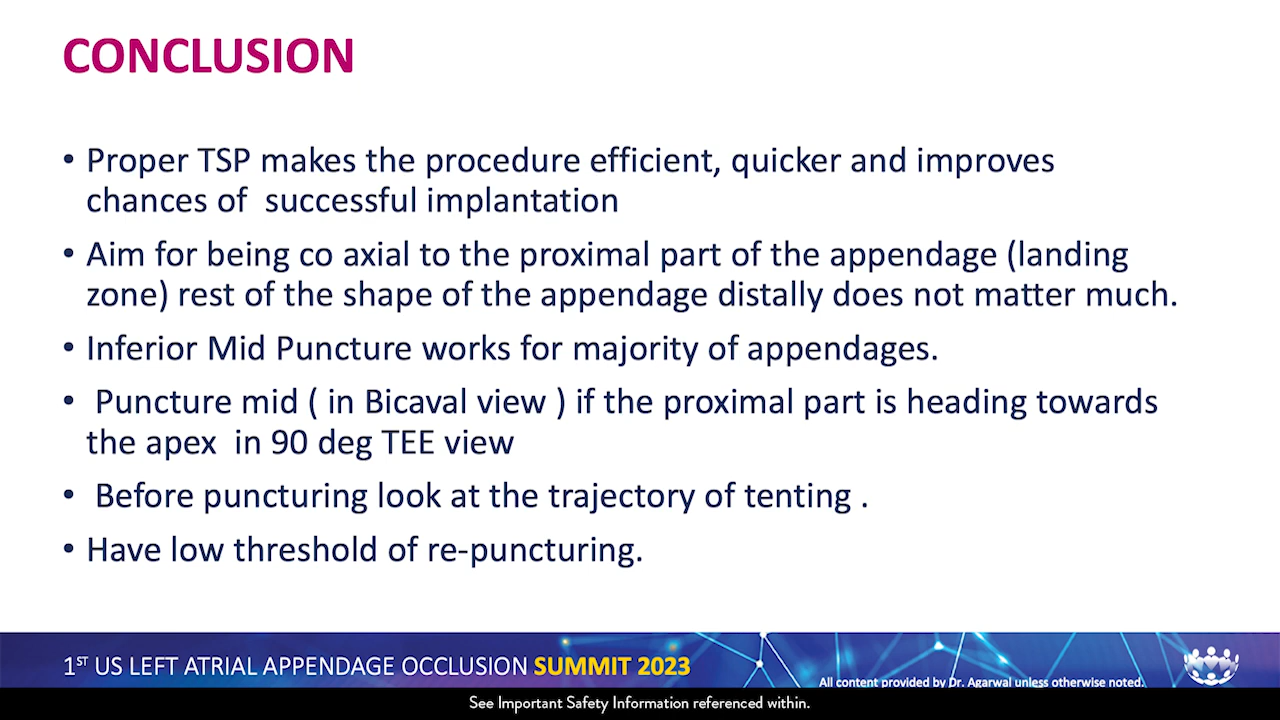 CONCLUSION
• Proper TSP makes the procedure efficient, quicker and improves
chances of  successful implantation
• Aim for being co axial to the proximal part of the appendage (landing
zone) rest of the shape of the appendage distally does not matter much.
• Inferior Mid Puncture works for majority of appendages.
•  Puncture mid ( in Bicaval view ) if the proximal part is heading towards
the apex  in 90 deg TEE view
•  Before puncturing look at the trajectory of tenting .
• Have low threshold of re-puncturing.
1ST US LEFT ATRIAL APPENDAGE OCCLUSION SUMMIT 2023
All content provided by Dr. Agarwal unless otherwise noted.
See Important Safety Information referenced within.